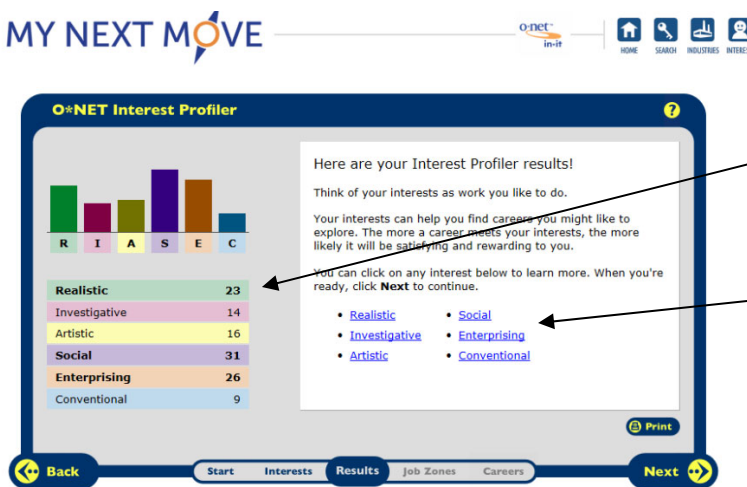 MY NEXT MOVE
o·net™
in-it
HOME SEARCH INDUSTRIES INTERES
O*NET Interest Profiler
?
R I A S E C
Realistic 23
Investigative 14
Artistic 16
Social 31
Enterprising 26
Conventional 9
Here are your Interest Profiler results!
Think of your interests as work you like to do.
Your interests can help you find careers you might like to
explore. The more a career meets your interests, the more
likely it will be satisfying and rewarding to you.
You can click on any interest below to learn more. When you're
ready, click Next to continue.
• Realistic
• Investigative
• Artistic
• Social
• Enterprising
• Conventional
Print
Back
Start Interests Results Job Zones Careers
Next